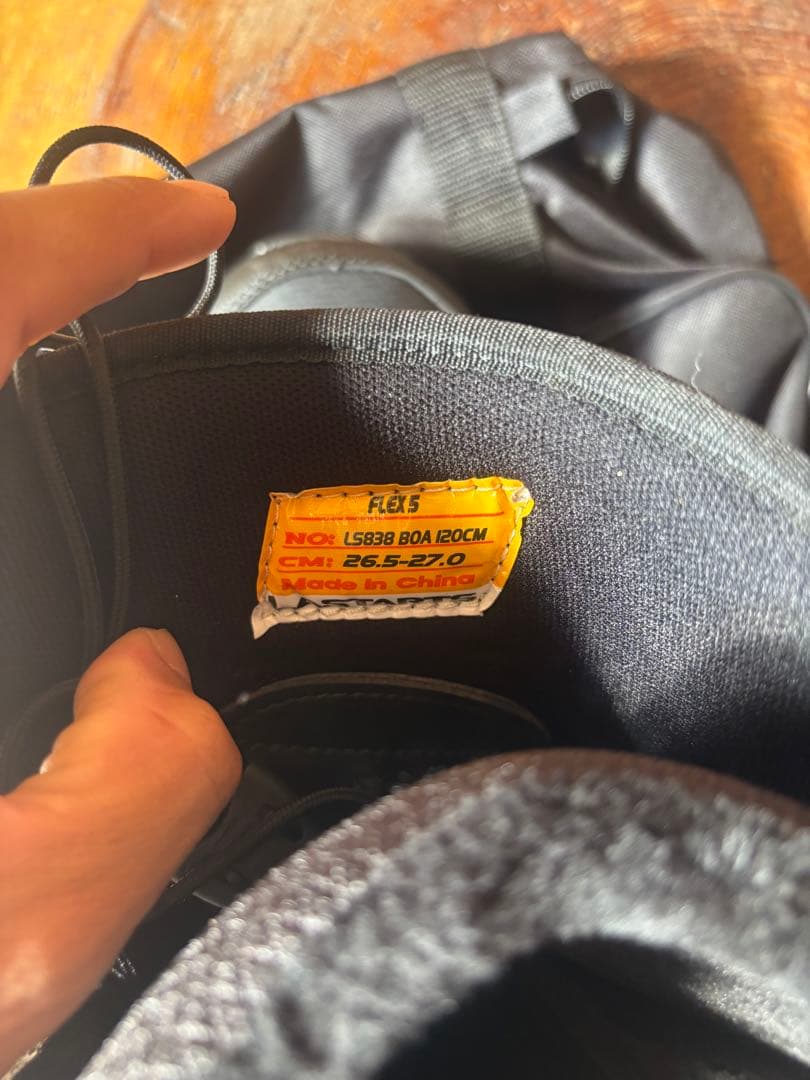 FLEX 5
NO: LS838 BOA 120CM
CM: 26.5-27.0
Made in China